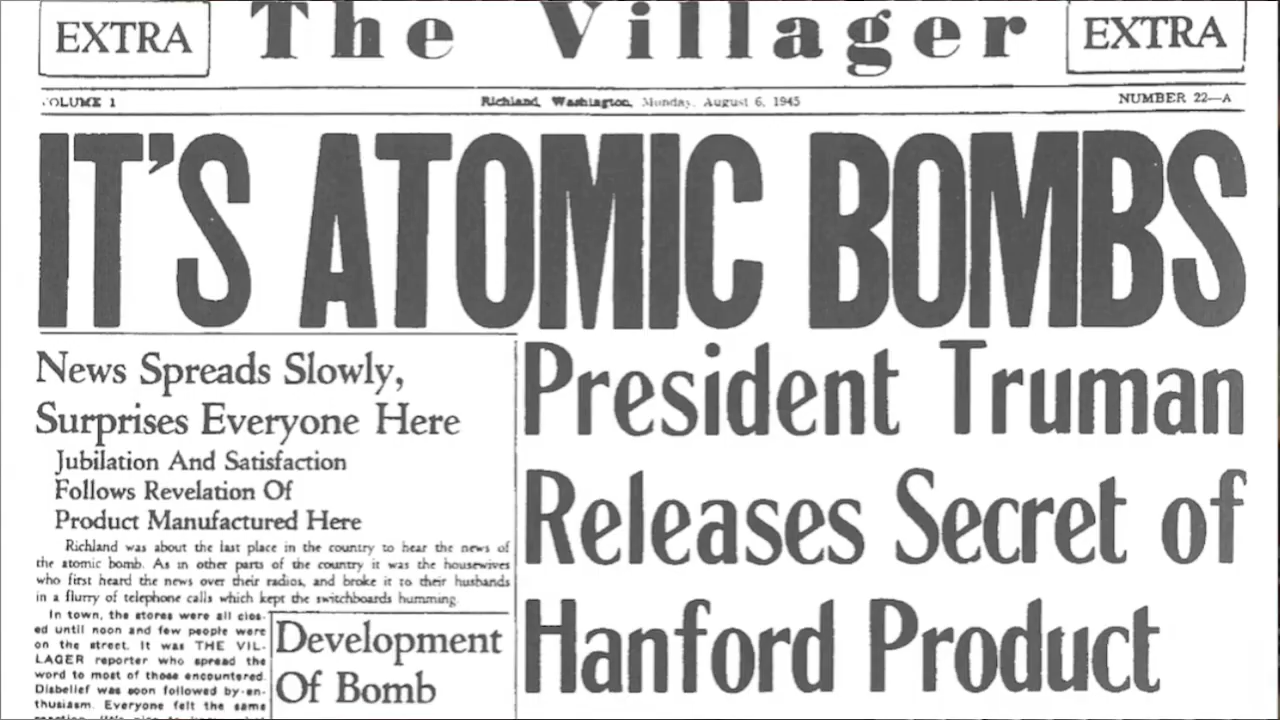 EXTRA The Villager EXTRA
VOLUME 1 Richland, Washington, Monday, August 6, 1945 NUMBER 22—A
IT'S ATOMIC BOMBS
News Spreads Slowly,
Surprises Everyone Here
Jubilation And Satisfaction
Follows Revelation Of
Product Manufactured Here
Richland was about the last place in the country to hear the news of
the atomic bomb. As in other parts of the country it was the housewives
who first heard the news over their radios, and broke it to their husbands
in a flurry of telephone calls which kept the switchboards humming.
In town, the stores were all clos-
ed until noon and few people were
on the street. It was THE VIL-
LAGER reporter who spread the
word to most of those encountered.
Disbelief was soon followed by en-
thusiasm. Everyone felt the same
Development
Of Bomb
President Truman
Releases Secret of
Hanford Product